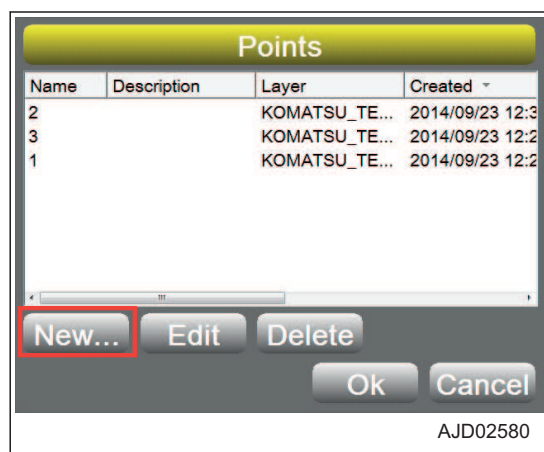 Points
Name Description Layer Created
2 KOMATSU_TE... 2014/09/23 12:3
3 KOMATSU_TE... 2014/09/23 12:2
1 KOMATSU_TE... 2014/09/23 12:2
New... Edit Delete
Ok Cancel
AJD02580